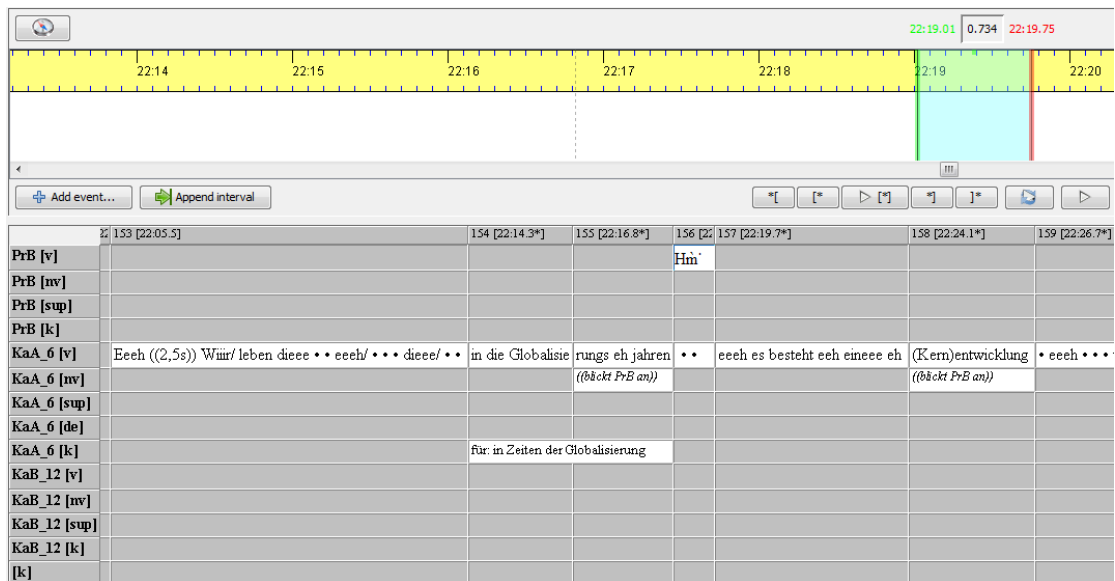 22:19.01 0.734 22:19.75
22:14 22:15 22:16 22:17 22:18 22:19 22:20
Add event... Append interval *[ [* [*] *] ]*
153 [22:05.5] 154 [22:14.3*] 155 [22:16.8*] 156 [22 157 [22:19.7*] 158 [22:24.1*] 159 [22:26.7*]
PrB [v] Hm̀˙
PrB [nv]
PrB [sup]
PrB [k]
KaA_6 [v] Eeeh ((2,5s)) Wiiir/ leben dieee • • eeeh/ • • • dieee/ • • in die Globalisie rungs eh jahren • • eeeh es besteht eeh eineee eh (Kern)entwicklung • eeeh • • •
KaA_6 [nv] ((blickt PrB an)) ((blickt PrB an))
KaA_6 [sup]
KaA_6 [de]
KaA_6 [k] für: in Zeiten der Globalisierung
KaB_12 [v]
KaB_12 [nv]
KaB_12 [sup]
KaB_12 [k]
[k]